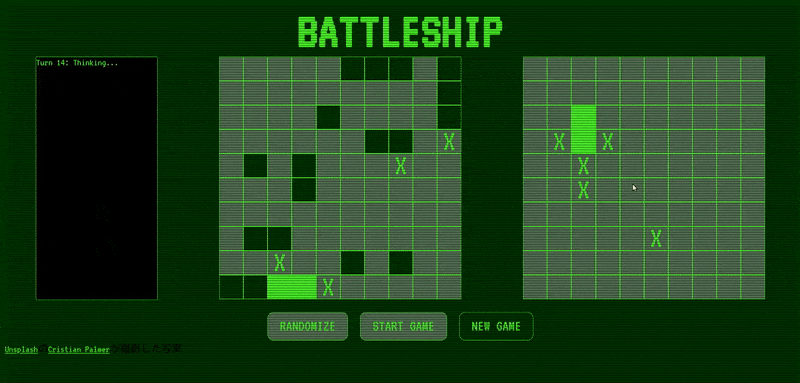 BATTLESHIP
Turn 14: Thinking...
X
X
X X
X
X
X
X
X
X
RANDOMIZE START GAME NEW GAME
Unsplash Cristian Palmer が撮影した写真